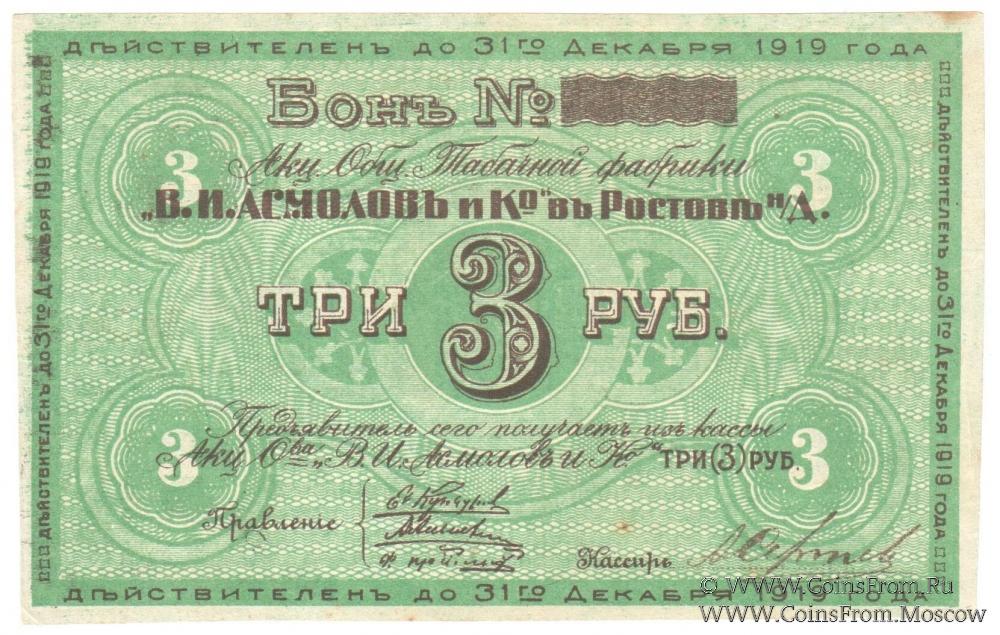 ДѢЙСТВИТЕЛЕНЪ ДО 31ГО ДЕКАБРЯ 1919 ГОДА
БОНЪ №
Акц. Общ. Табачной фабрики
„В.И.АСМОЛОВЪ и Ко" въ РОСТОВѢ н/Д.
3 3
ТРИ 3 РУБ.
Предъявитель сего получаетъ изъ кассы
Акц. О-ва „В. И. Асмоловъ и Ко" ТРИ (3) РУБ.
3 3
Правленіе
Кассиръ
ДѢЙСТВИТЕЛЕНЪ ДО 31ГО ДЕКАБРЯ 1919 ГОДА
ДѢЙСТВИТЕЛЕНЪ ДО 31ГО ДЕКАБРЯ 1919 ГОДА
ДѢЙСТВИТЕЛЕНЪ ДО 31ГО ДЕКАБРЯ 1919 ГОДА
© www.CoinsFrom.Ru
www.CoinsFrom.Moscow